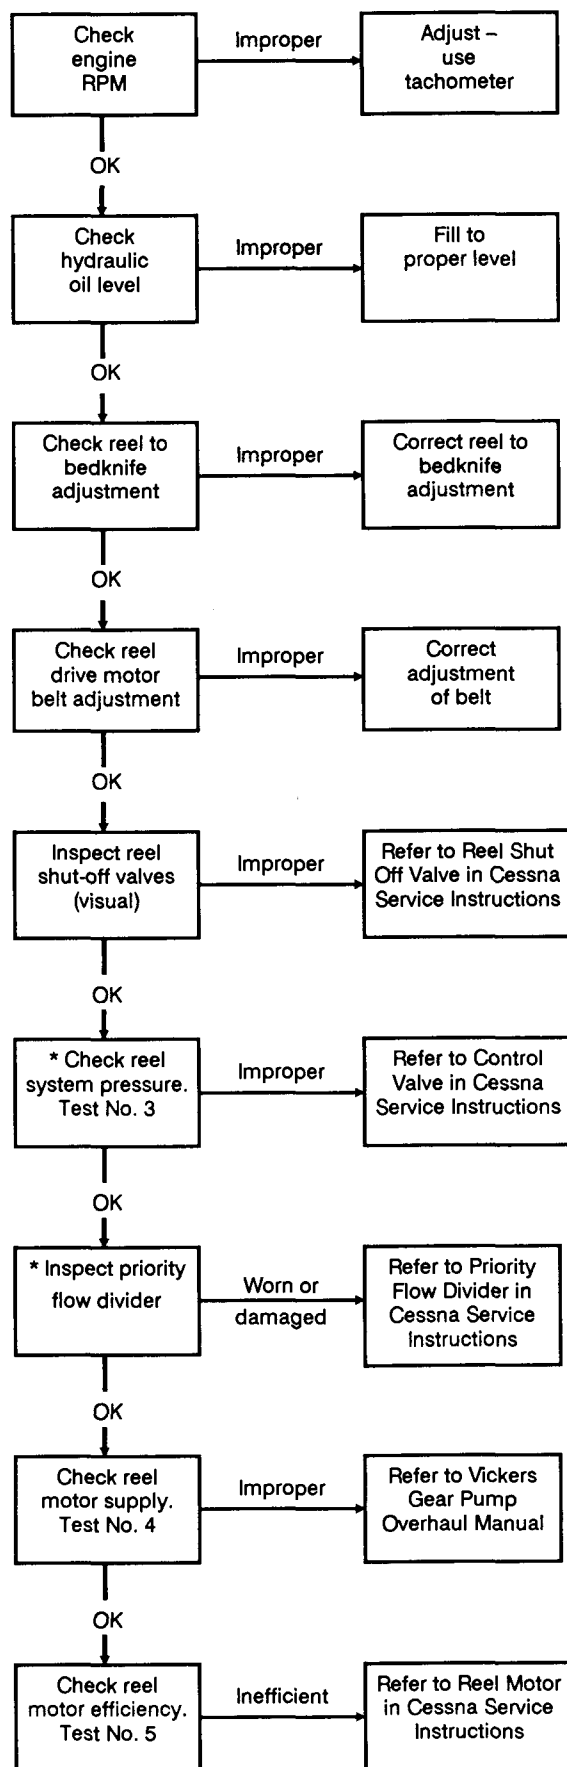 Check
engine
RPM
Improper
Adjust –
use
tachometer
OK
Check
hydraulic
oil level
Improper
Fill to
proper level
OK
Check reel to
bedknife
adjustment
Improper
Correct reel to
bedknife
adjustment
OK
Check reel
drive motor
belt adjustment
Improper
Correct
adjustment
of belt
OK
Inspect reel
shut-off valves
(visual)
Improper
Refer to Reel Shut
Off Valve in Cessna
Service Instructions
OK
* Check reel
system pressure.
Test No. 3
Improper
Refer to Control
Valve in Cessna
Service Instructions
OK
* Inspect priority
flow divider
Worn or
damaged
Refer to Priority
Flow Divider in
Cessna Service
Instructions
OK
Check reel
motor supply.
Test No. 4
Improper
Refer to Vickers
Gear Pump
Overhaul Manual
OK
Check reel
motor efficiency.
Test No. 5
Inefficient
Refer to Reel Motor
in Cessna Service
Instructions